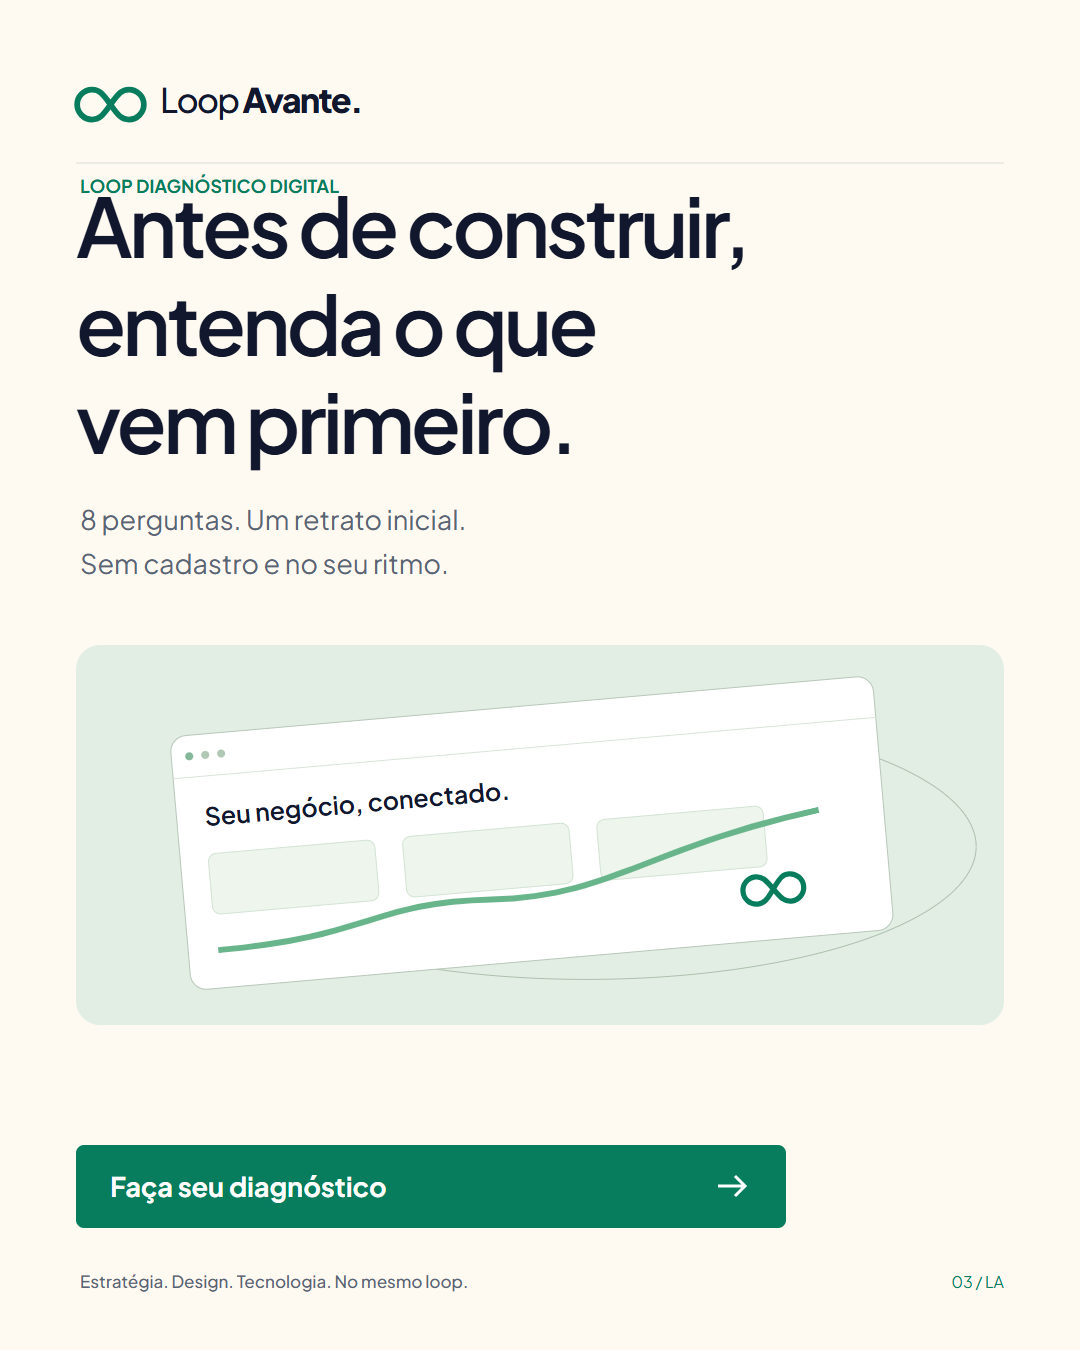 Loop Avante.
LOOP DIAGNÓSTICO DIGITAL
Antes de construir,
entenda o que
vem primeiro.
8 perguntas. Um retrato inicial.
Sem cadastro e no seu ritmo.
Seu negócio, conectado.
Faça seu diagnóstico →
Estratégia. Design. Tecnologia. No mesmo loop.
03 / LA